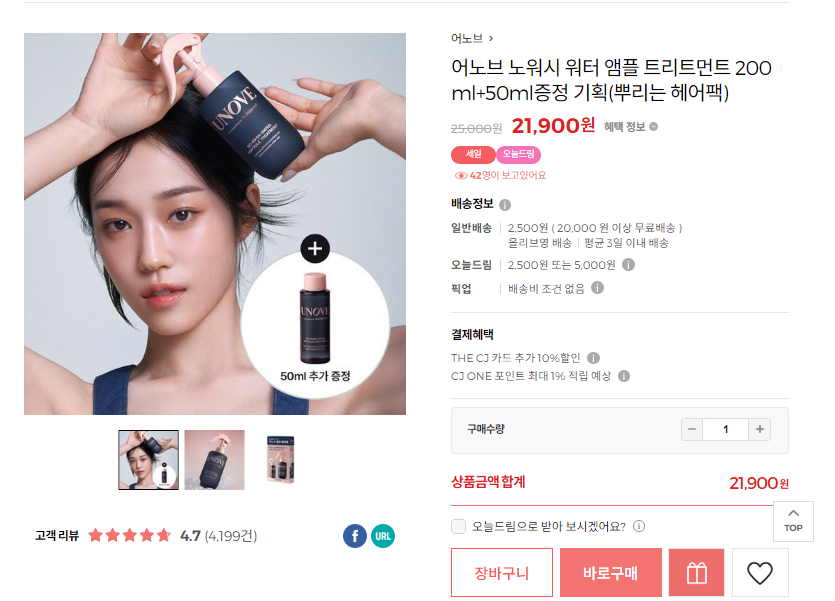 어노브 >
어노브 노워시 워터 앰플 트리트먼트 200
ml+50ml증정 기획(뿌리는 헤어팩)
25,000원 21,900원 혜택 정보
세일 오늘드림
42명이 보고있어요
배송정보
일반배송 2,500원 ( 20,000 원 이상 무료배송 )
올리브영 배송 평균 3일 이내 배송
오늘드림 2,500원 또는 5,000원
픽업 배송비 조건 없음
결제혜택
THE CJ 카드 추가 10%할인
CJ ONE 포인트 최대 1% 적립 예상
구매수량 − 1 +
상품금액 합계 21,900원
오늘드림으로 받아 보시겠어요?
TOP
장바구니 바로구매
UNOVE
UNOVE
50ml 추가 증정
고객 리뷰 4.7 (4,199건)
f URL